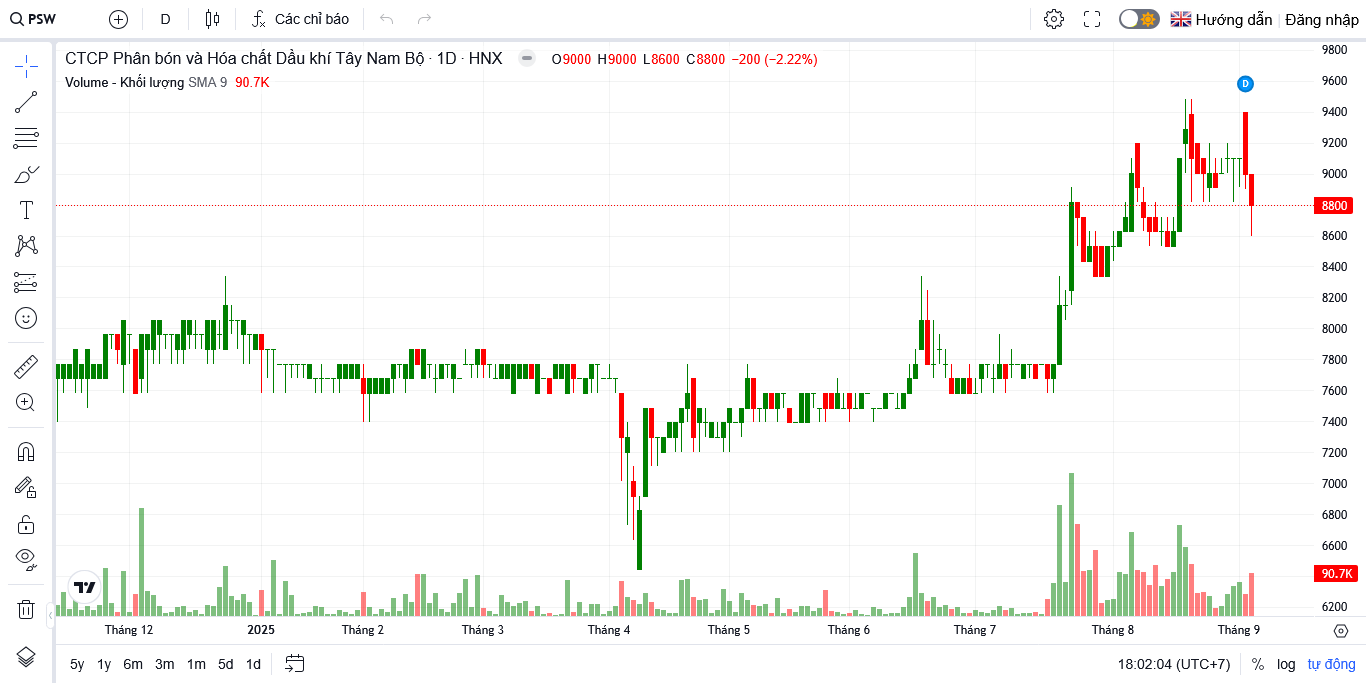 PSW D Các chỉ báo Hướng dẫn Đăng nhập
CTCP Phân bón và Hóa chất Dầu khí Tây Nam Bộ · 1D · HNX O9000 H9000 L8600 C8800 −200 (−2.22%)
Volume - Khối lượng SMA 9 90.7K
D
9800
9600
9400
9200
9000
8800
8600
8400
8200
8000
7800
7600
7400
7200
7000
6800
6600
90.7K
6200
Tháng 12 2025 Tháng 2 Tháng 3 Tháng 4 Tháng 5 Tháng 6 Tháng 7 Tháng 8 Tháng 9
5y 1y 6m 3m 1m 5d 1d 18:02:04 (UTC+7) % log tự động